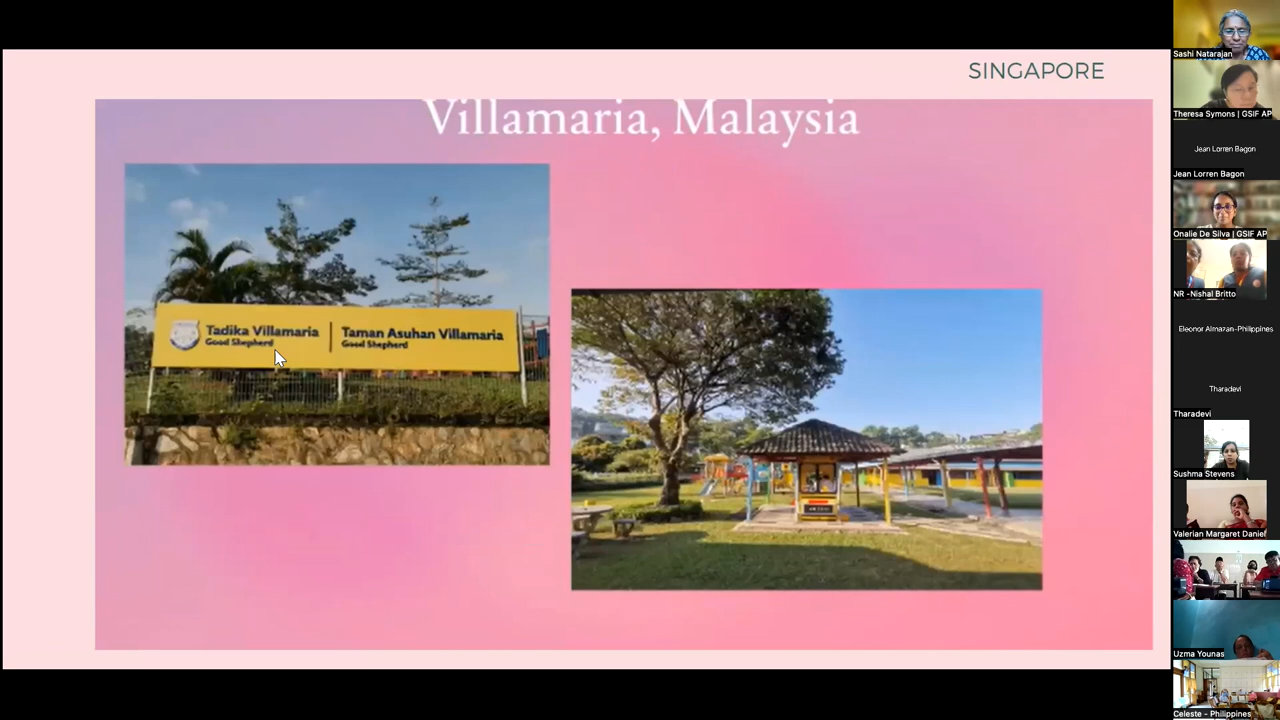 SINGAPORE
Villamaria, Malaysia
Tadika Villamaria
Good Shepherd
Taman Asuhan Villamaria
Good Shepherd
Sashi Natarajan
Theresa Symons | GSIF AP
Jean Lorren Bagon
Jean Lorren Bagon
Onalie De Silva | GSIF AP
NR -Nishal Britto
Eleonor Almazan-Philippines
Tharadevi
Tharadevi
Sushma Stevens
Valerian Margaret Daniel
Uzma Younas
Celeste - Philippines